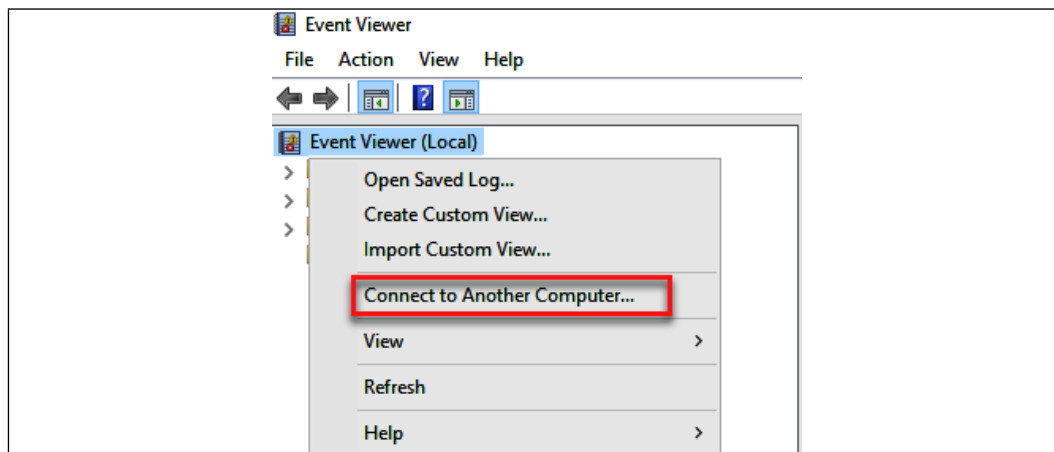 Event Viewer
File Action View Help
?
Event Viewer (Local)
Open Saved Log...
Create Custom View...
Import Custom View...
Connect to Another Computer...
View
Refresh
Help